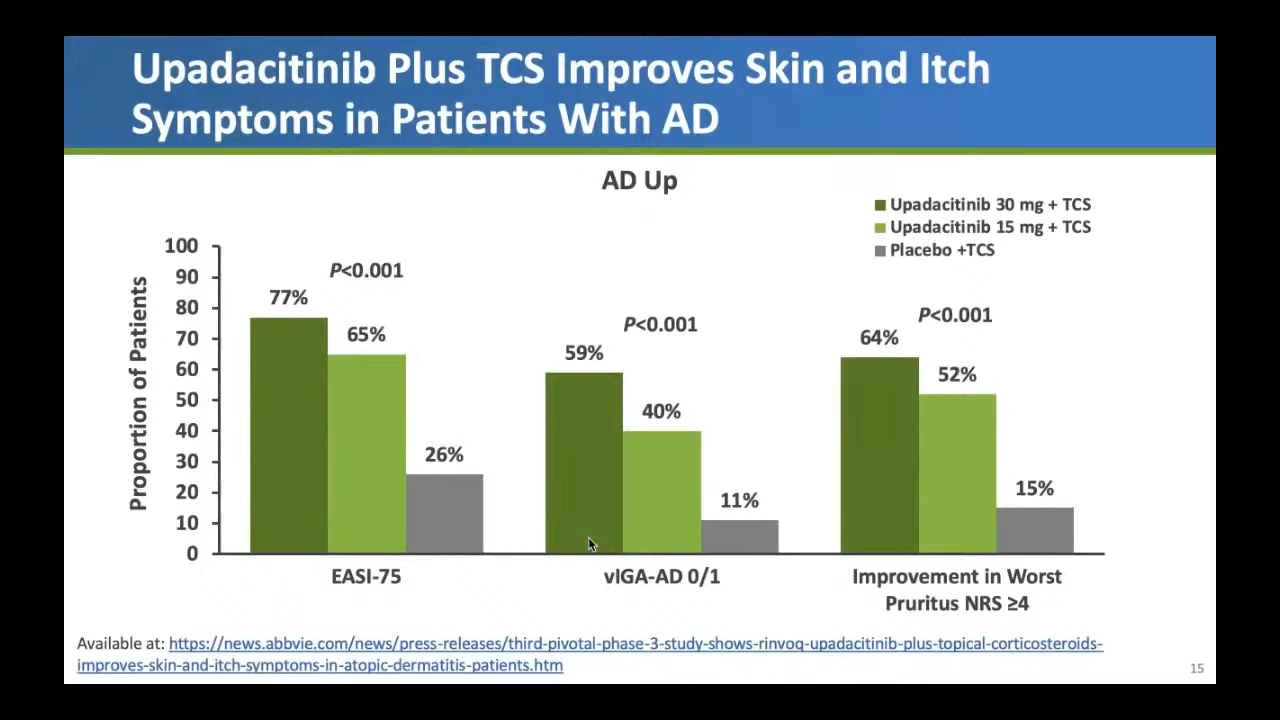 Upadacitinib Plus TCS Improves Skin and Itch
Symptoms in Patients With AD
AD Up
Upadacitinib 30 mg + TCS
Upadacitinib 15 mg + TCS
Placebo +TCS
Proportion of Patients
100
90
80
70
60
50
40
30
20
10
0
77%
65%
26%
P<0.001
59%
40%
11%
P<0.001
64%
52%
15%
P<0.001
EASI-75
vIGA-AD 0/1
Improvement in Worst
Pruritus NRS ≥4
Available at: https://news.abbvie.com/news/press-releases/third-pivotal-phase-3-study-shows-rinvoq-upadacitinib-plus-topical-corticosteroids-
improves-skin-and-itch-symptoms-in-atopic-dermatitis-patients.htm
15